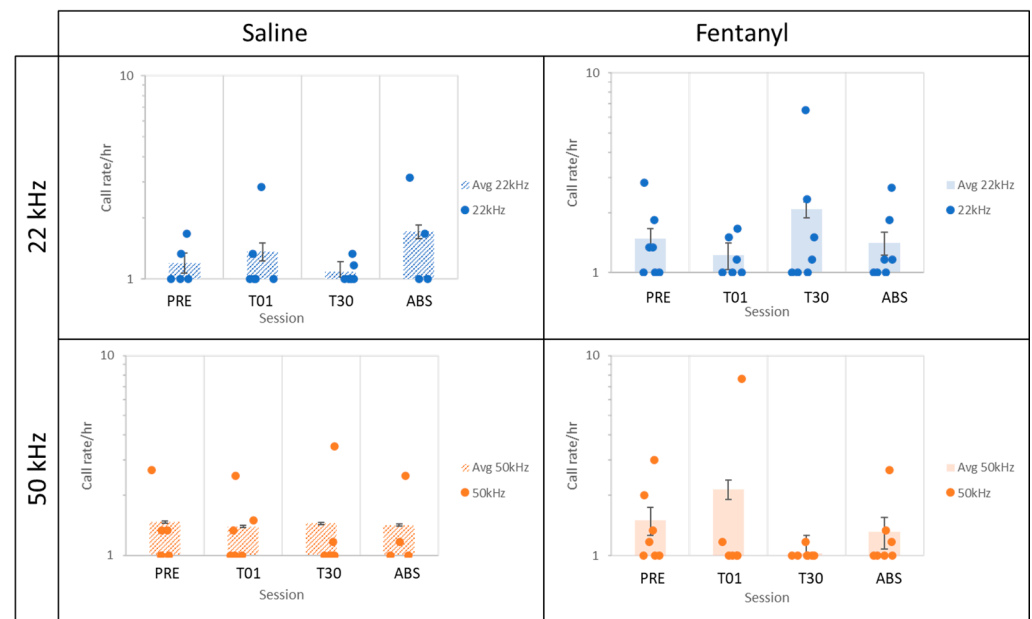 Saline
Fentanyl
22 kHz
10
1
Call rate/hr
PRE
T01
T30
ABS
Session
Avg 22kHz
22kHz
10
1
Call rate/hr
PRE
T01
T30
ABS
Session
Avg 22kHz
22kHz
50 kHz
10
1
Call rate/hr
PRE
T01
T30
ABS
Session
Avg 50kHz
50kHz
10
1
Call rate/hr
PRE
T01
T30
ABS
Session
Avg 50kHz
50kHz